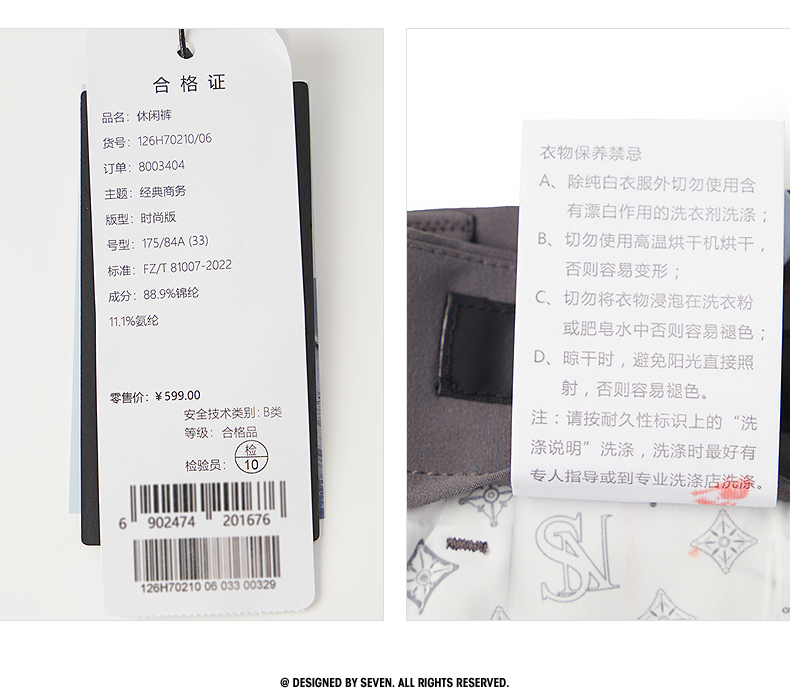 合格证
品名：休闲裤
货号：126H70210/06
订单：8003404
主题：经典商务
版型：时尚版
号型：175/84A (33)
标准：FZ/T 81007-2022
成分：88.9%锦纶
11.1%氨纶
零售价：￥599.00
安全技术类别：B类
等级：合格品
检验员：检 10
6 902474 201676
126H70210 06 033 00329
衣物保养禁忌
A、除纯白衣服外切勿使用含
有漂白作用的洗衣剂洗涤；
B、切勿使用高温烘干机烘干，
否则容易变形；
C、切勿将衣物浸泡在洗衣粉
或肥皂水中否则容易褪色；
D、晾干时，避免阳光直接照
射，否则容易褪色。
注：请按耐久性标识上的“洗
涤说明”洗涤，洗涤时最好有
专人指导或到专业洗涤店洗涤。
SN
@ DESIGNED BY SEVEN. ALL RIGHTS RESERVED.